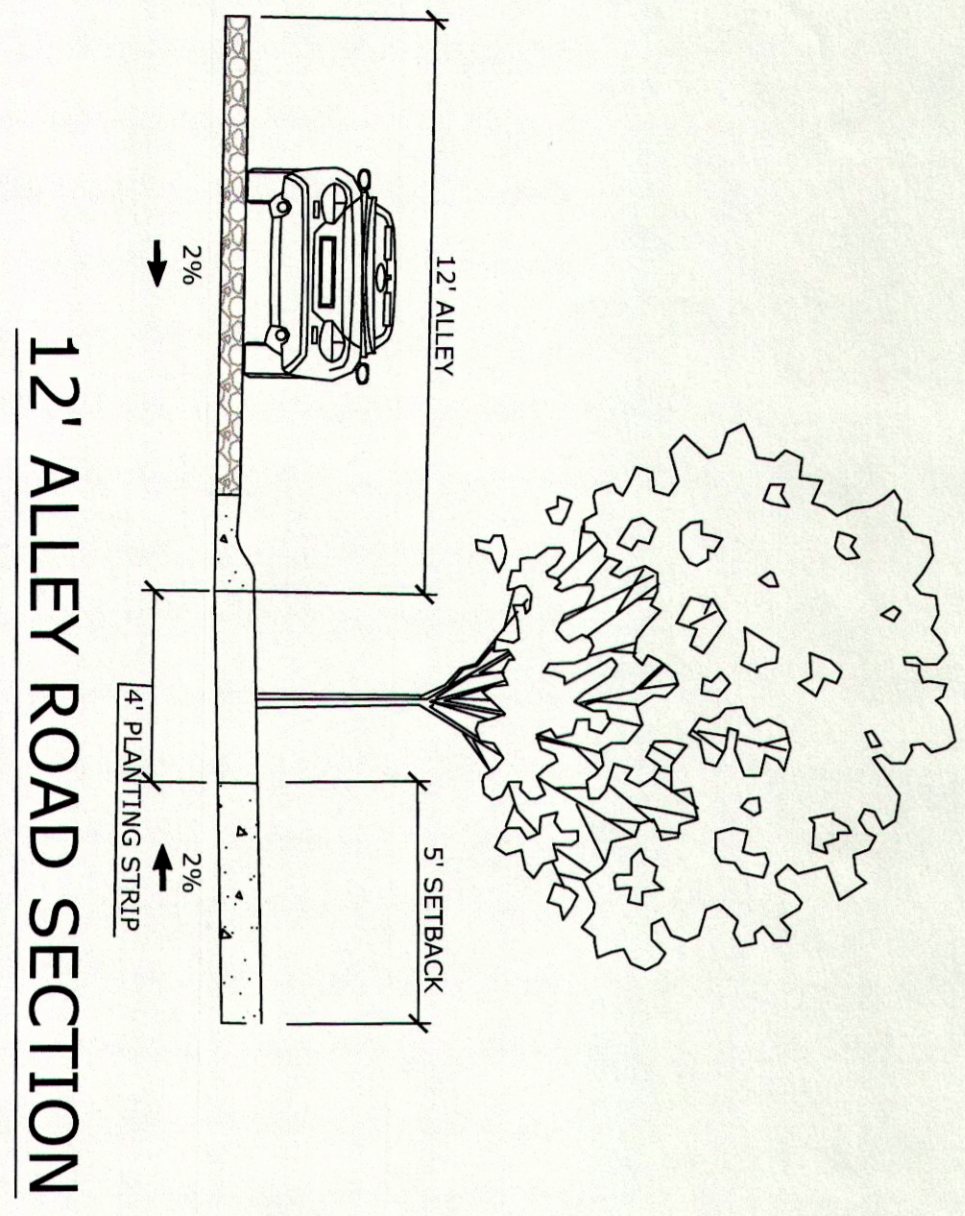 12' ALLEY
5' SETBACK
2%
2%
4' PLANTING STRIP
12' ALLEY ROAD SECTION